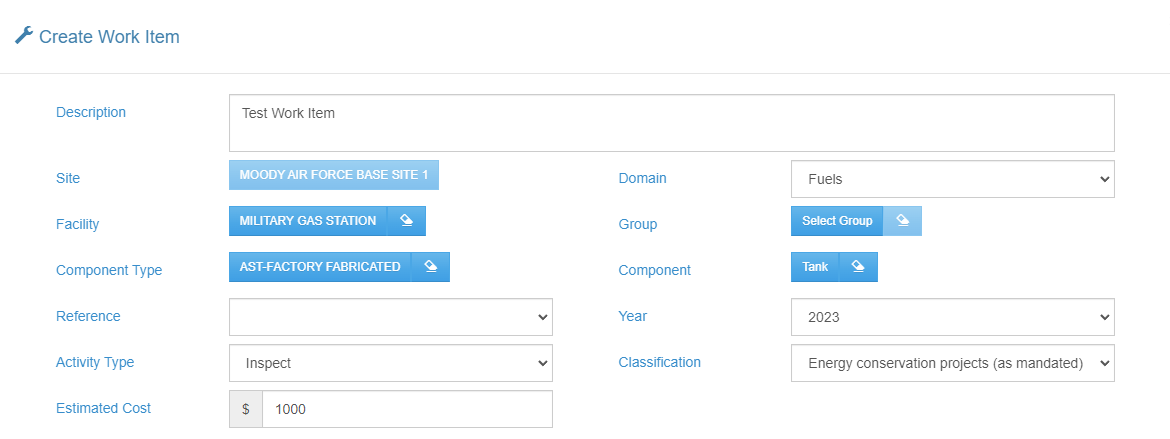 Create Work Item
Description
Test Work Item
Site
MOODY AIR FORCE BASE SITE 1
Domain
Fuels
Facility
MILITARY GAS STATION
Group
Select Group
Component Type
AST-FACTORY FABRICATED
Component
Tank
Reference
Year
2023
Activity Type
Inspect
Classification
Energy conservation projects (as mandated)
Estimated Cost
$ 1000